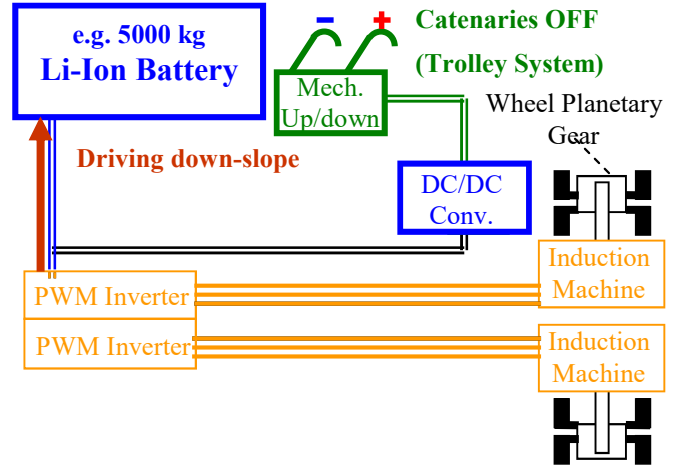 e.g. 5000 kg
Li-Ion Battery
– +
Catenaries OFF
(Trolley System)
Mech.
Up/down
Wheel Planetary
Gear
Driving down-slope
DC/DC
Conv.
Induction
Machine
PWM Inverter
PWM Inverter
Induction
Machine